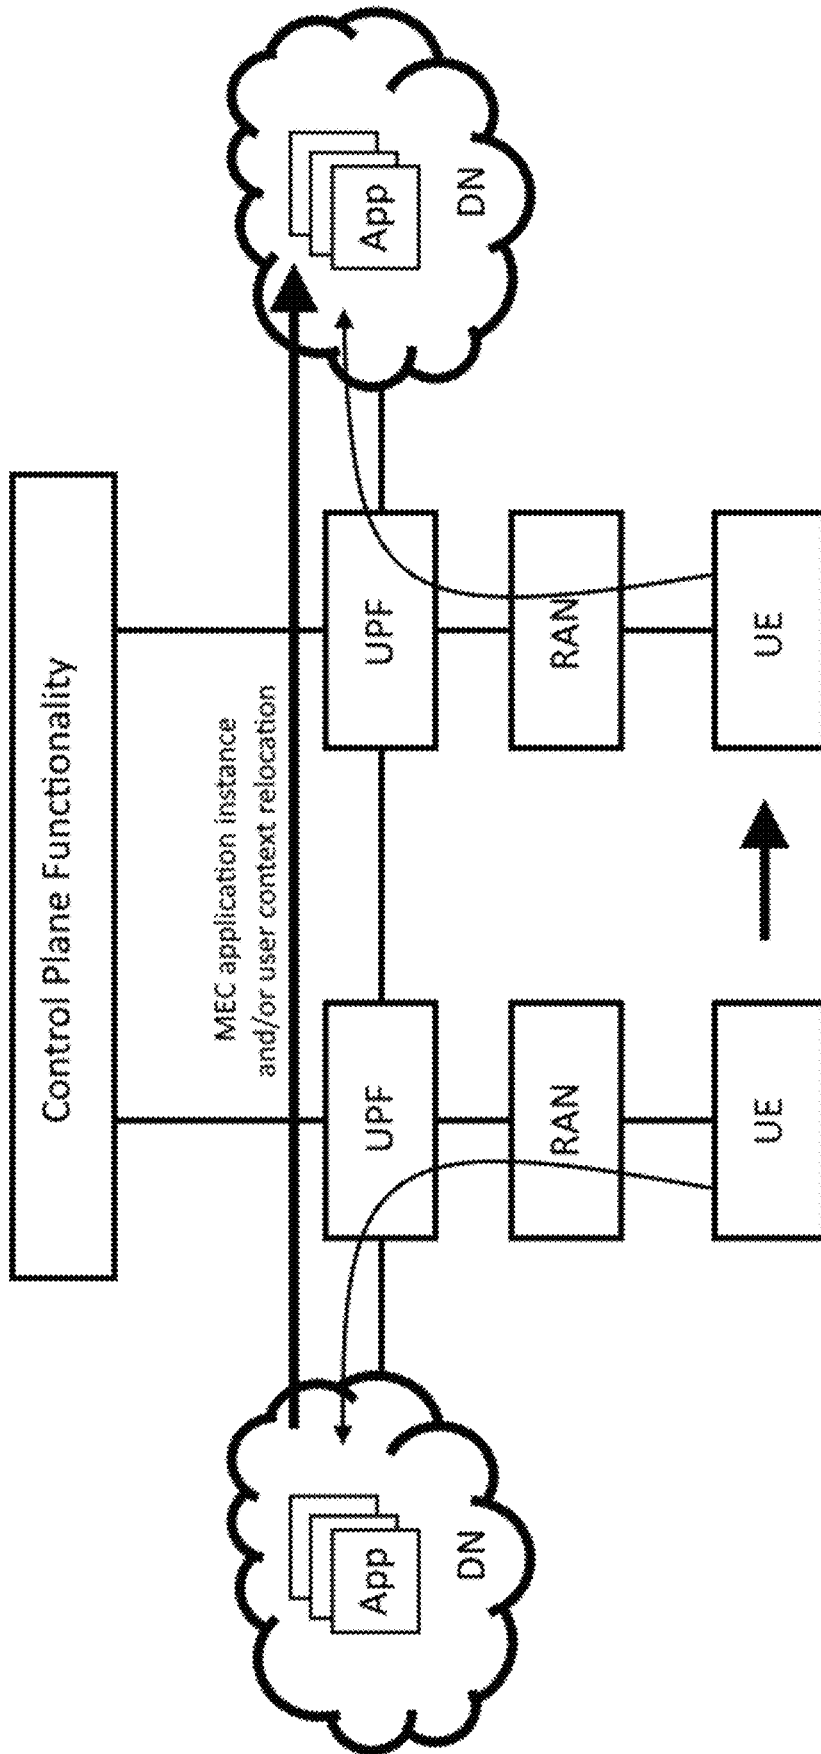 Control Plane Functionality
MEC application instance
and/or user context relocation
App
DN
UPF
UPF
App
DN
RAN
RAN
UE
UE